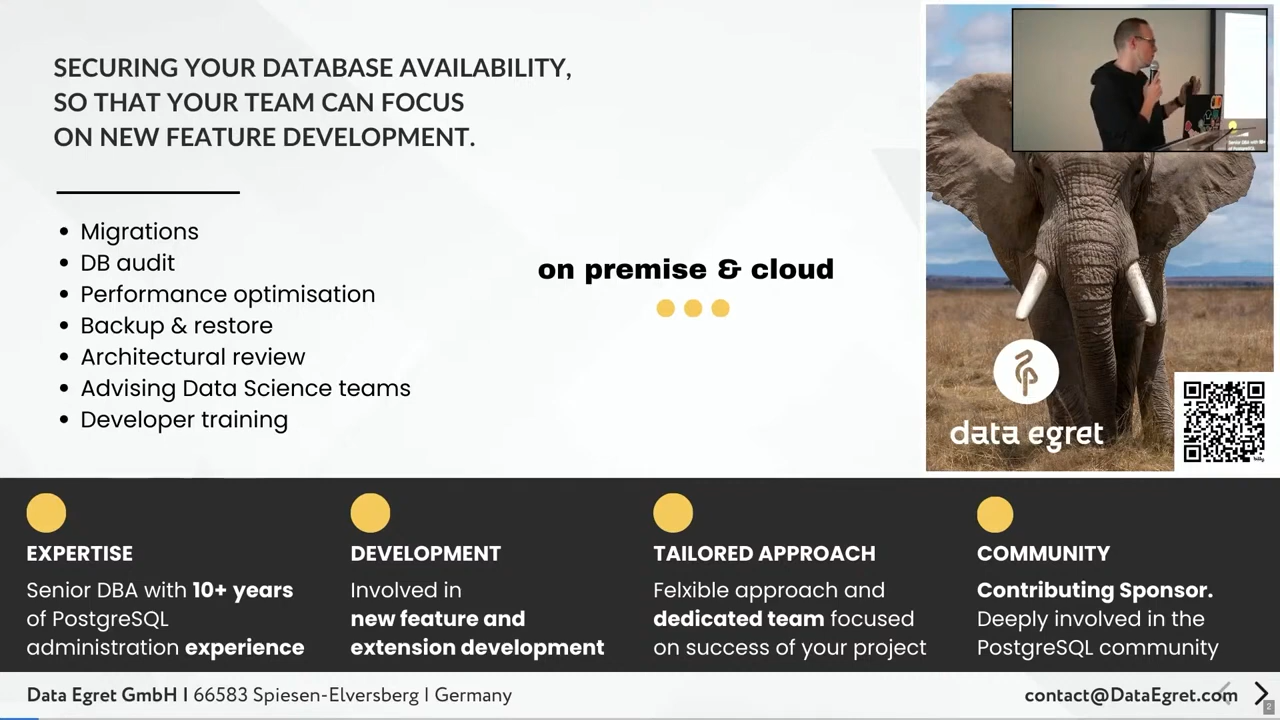 SECURING YOUR DATABASE AVAILABILITY,
SO THAT YOUR TEAM CAN FOCUS
ON NEW FEATURE DEVELOPMENT.
Migrations
DB audit
Performance optimisation
Backup & restore
Architectural review
Advising Data Science teams
Developer training
on premise & cloud
data egret
EXPERTISE
Senior DBA with 10+ years
of PostgreSQL
administration experience
DEVELOPMENT
Involved in
new feature and
extension development
TAILORED APPROACH
Felxible approach and
dedicated team focused
on success of your project
COMMUNITY
Contributing Sponsor.
Deeply involved in the
PostgreSQL community
Data Egret GmbH | 66583 Spiesen-Elversberg | Germany
contact@DataEgret.com
2